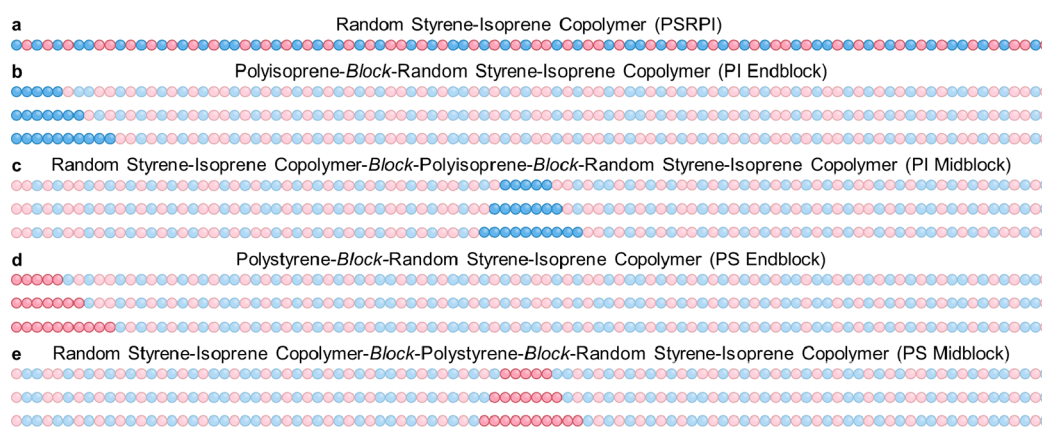 a Random Styrene-Isoprene Copolymer (PSRPI)
b Polyisoprene-Block-Random Styrene-Isoprene Copolymer (PI Endblock)
c Random Styrene-Isoprene Copolymer-Block-Polyisoprene-Block-Random Styrene-Isoprene Copolymer (PI Midblock)
d Polystyrene-Block-Random Styrene-Isoprene Copolymer (PS Endblock)
e Random Styrene-Isoprene Copolymer-Block-Polystyrene-Block-Random Styrene-Isoprene Copolymer (PS Midblock)